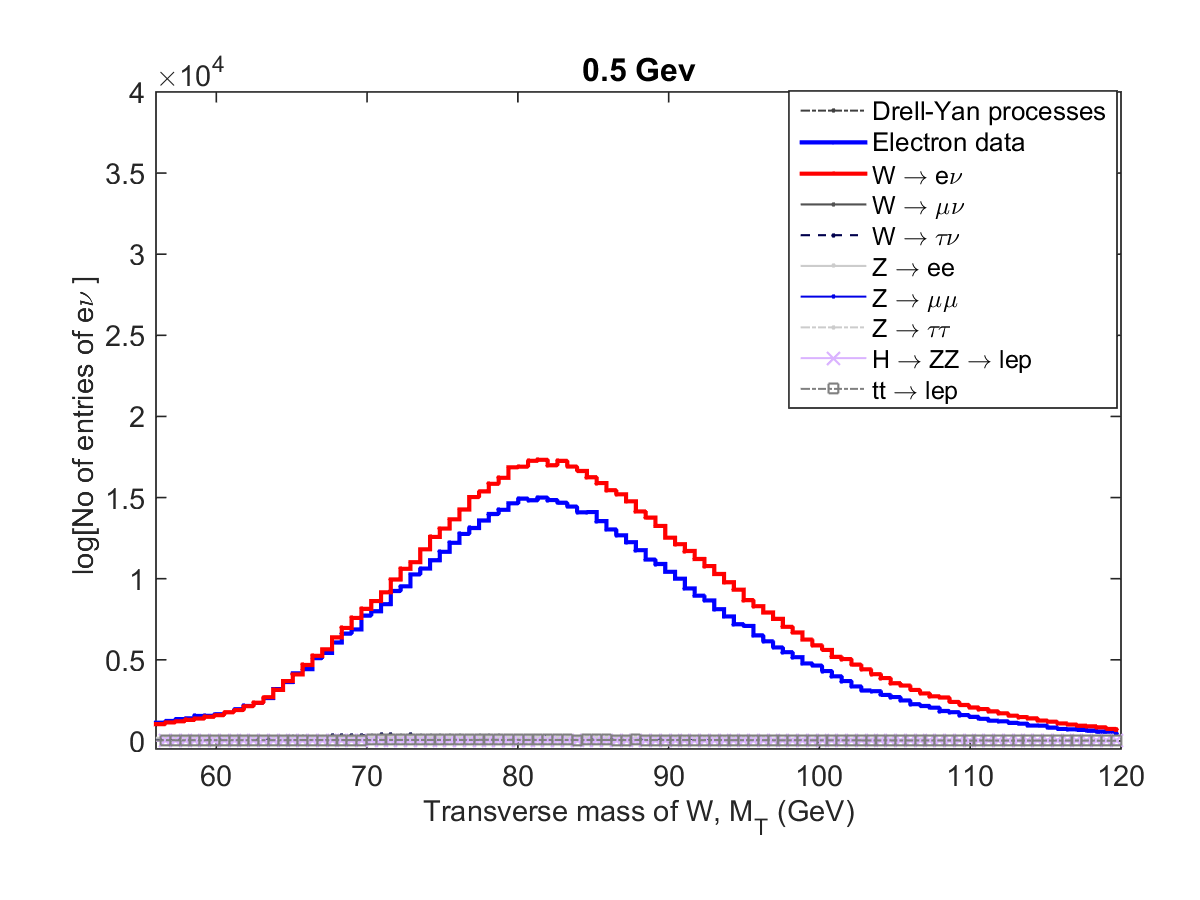 0.5 Gev
×10⁴
4
3.5
3
2.5
2
1.5
1
0.5
0
log[No of entries of eν ]
60 70 80 90 100 110 120
Transverse mass of W, M_T (GeV)
Drell-Yan processes
Electron data
W → eν
W → μν
W → τν
Z → ee
Z → μμ
Z → ττ
H → ZZ → lep
tt → lep